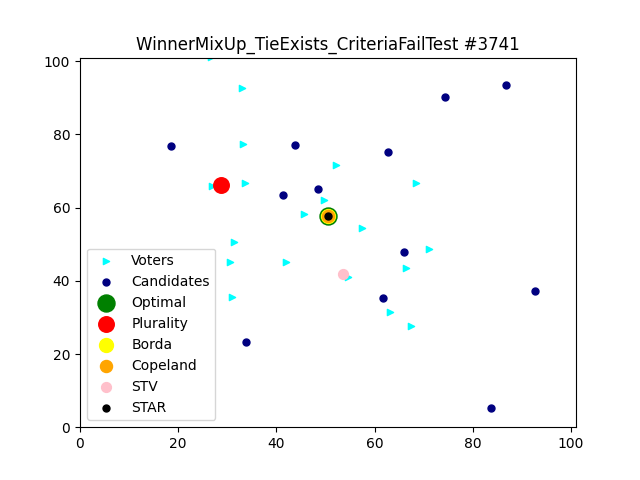 WinnerMixUp_TieExists_CriteriaFailTest #3741
100
80
60
40
20
0
Voters
Candidates
Optimal
Plurality
Borda
Copeland
STV
STAR
0 20 40 60 80 100